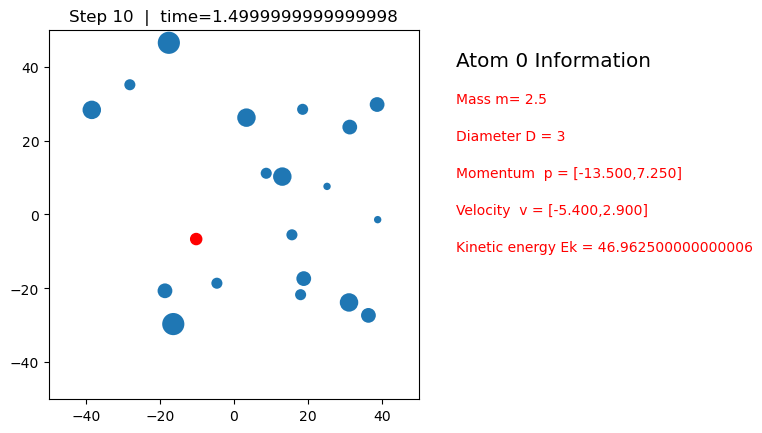 Step 10 | time=1.4999999999999998
Atom 0 Information
Mass m= 2.5
Diameter D = 3
Momentum p = [-13.500,7.250]
Velocity v = [-5.400,2.900]
Kinetic energy Ek = 46.962500000000006
40
20
0
−20
−40
−40 −20 0 20 40